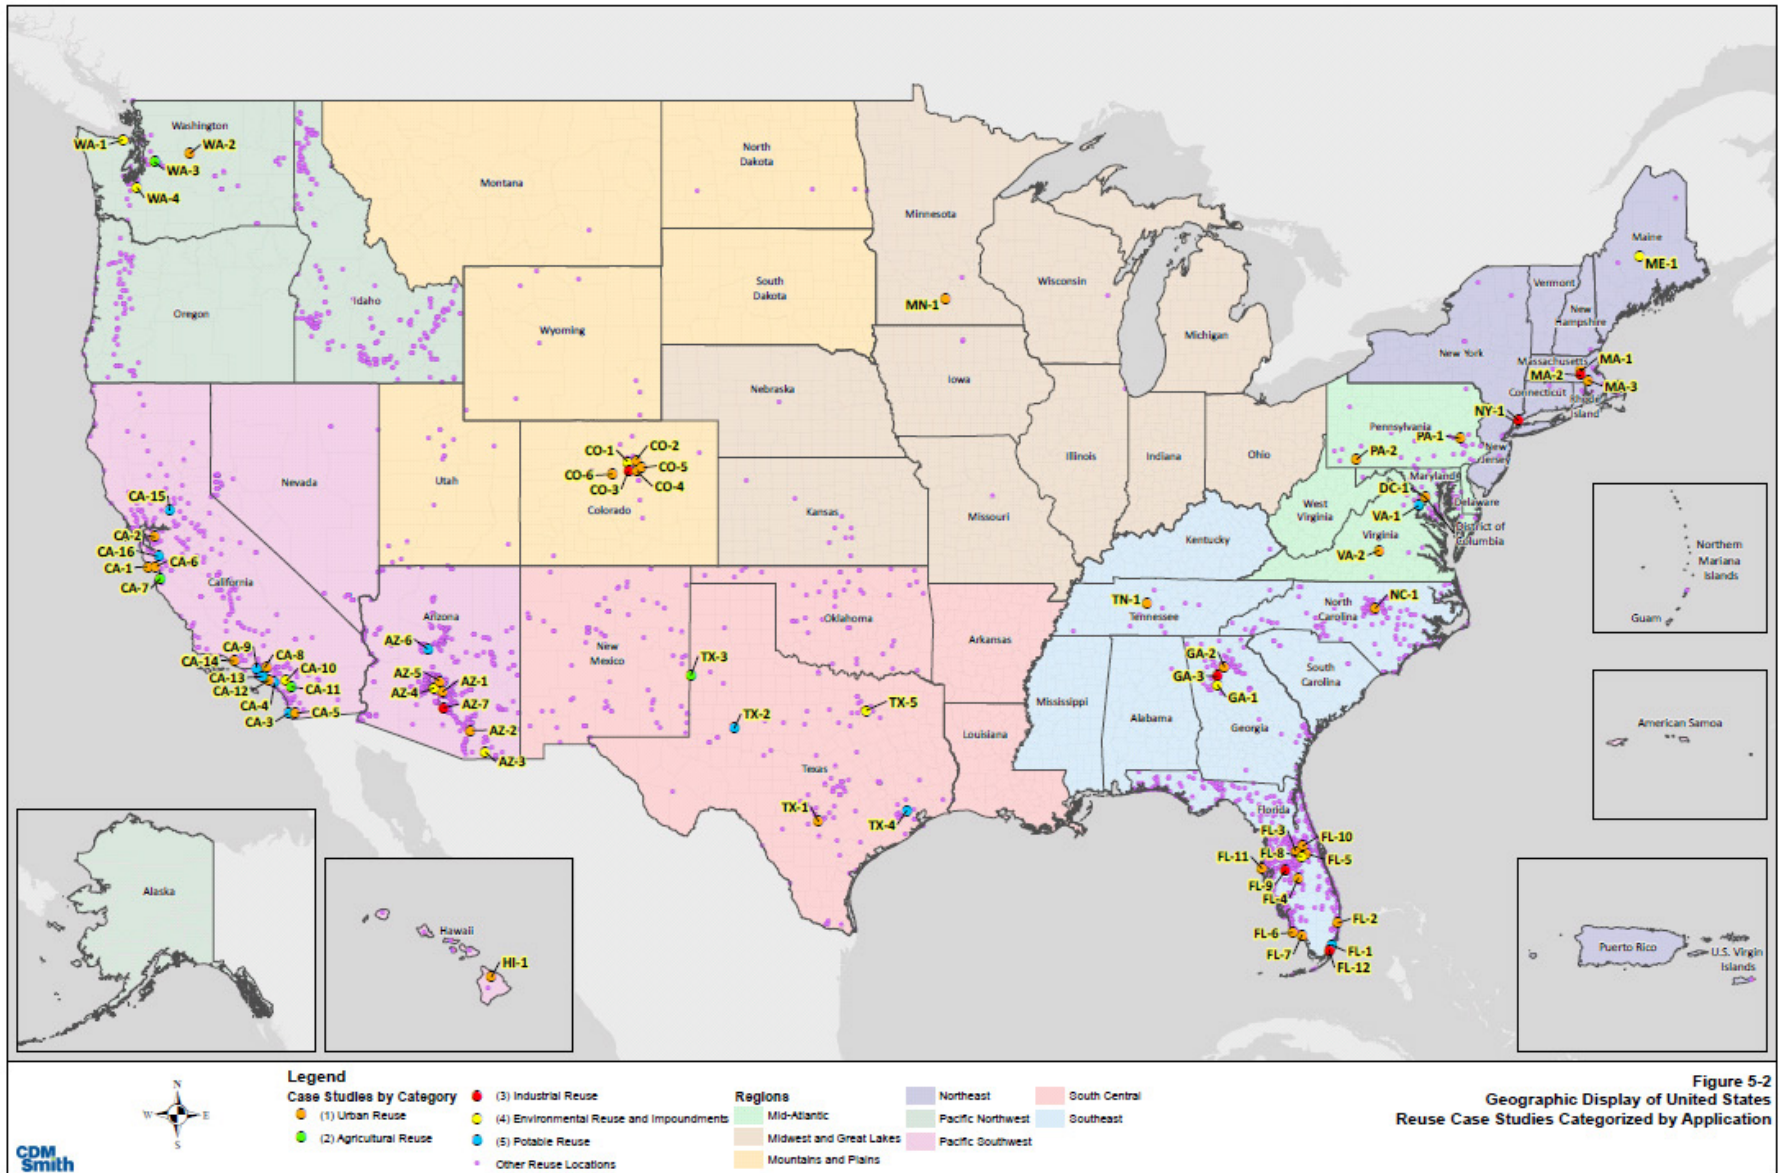 Washington
WA-1
WA-2
WA-3
WA-4
Montana
North
Dakota
Minnesota
Maine
ME-1
Oregon
Idaho
Wyoming
South
Dakota
MN-1
Wisconsin
Michigan
Vermont
New
Hampshire
New York
Massachusetts
MA-1
MA-2
MA-3
Connecticut
Rhode
Island
NY-1
Nebraska
Iowa
Pennsylvania
PA-1
PA-2
New
Jersey
Nevada
Utah
CO-1
CO-2
CO-5
CO-6
CO-4
CO-3
Colorado
Kansas
Missouri
Illinois
Indiana
Ohio
Maryland
DC-1
Delaware
West
Virginia
VA-1
Virginia
District of
Columbia
VA-2
CA-15
CA-2
CA-16
CA-6
CA-1
CA-7
California
Kentucky
Northern
Mariana
Islands
Guam
Arizona
AZ-6
CA-9
CA-8
CA-14
CA-10
CA-13
CA-11
CA-12
CA-4
CA-5
CA-3
AZ-5
AZ-1
AZ-4
AZ-7
AZ-2
AZ-3
New
Mexico
Oklahoma
Arkansas
TN-1
Tennessee
North
Carolina
NC-1
TX-3
TX-2
TX-5
GA-2
GA-3
GA-1
South
Carolina
Mississippi
Alabama
Georgia
Louisiana
American Samoa
Texas
TX-1
TX-4
Florida
FL-3
FL-10
FL-8
FL-5
FL-11
FL-9
FL-4
FL-2
FL-6
FL-7
FL-1
FL-12
Alaska
Hawaii
HI-1
Puerto Rico
U.S. Virgin
Islands
N
W E
S
CDM
Smith
Legend
Case Studies by Category
(1) Urban Reuse
(2) Agricultural Reuse
(3) Industrial Reuse
(4) Environmental Reuse and Impoundments
(5) Potable Reuse
Other Reuse Locations
Regions
Mid-Atlantic
Midwest and Great Lakes
Mountains and Plains
Northeast
Pacific Northwest
Pacific Southwest
South Central
Southeast
Figure 5-2
Geographic Display of United States
Reuse Case Studies Categorized by Application